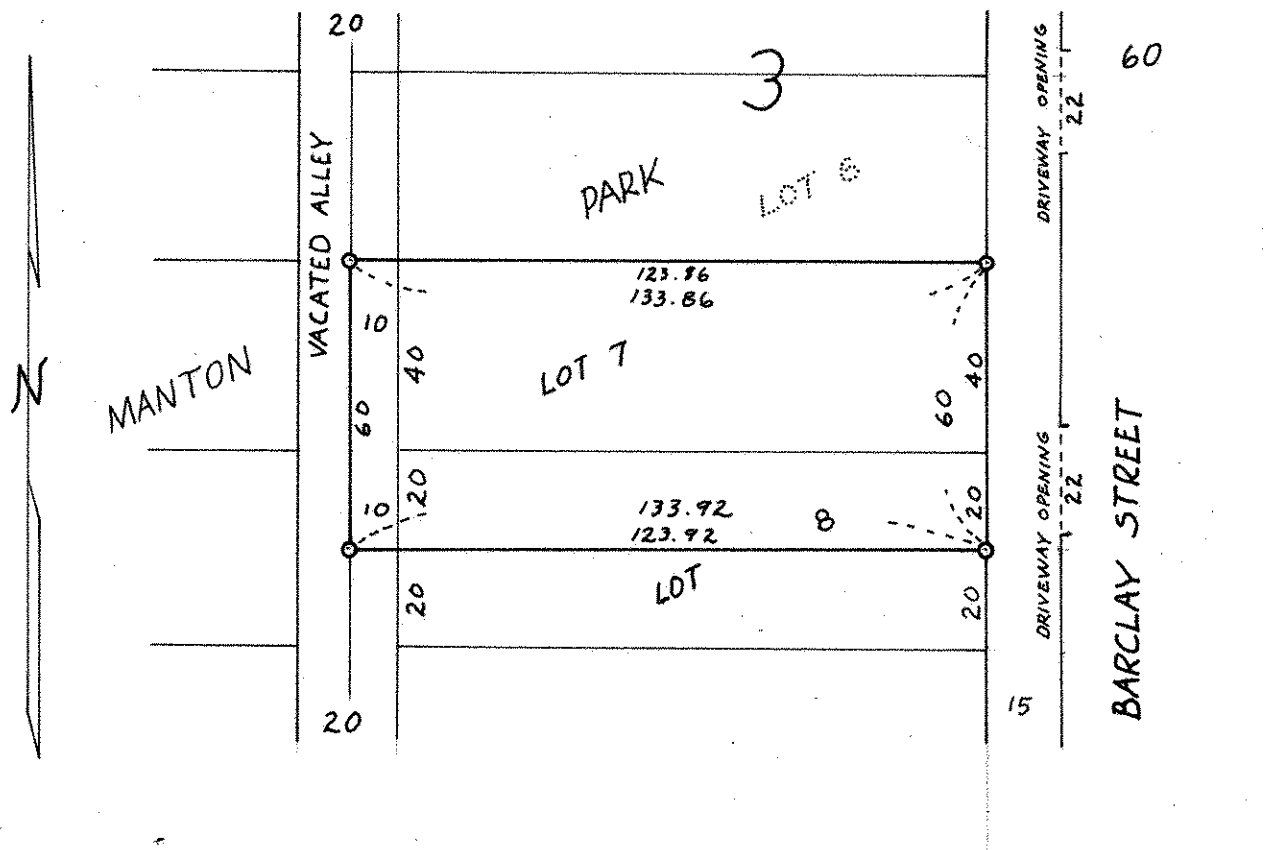 20
60
3
DRIVEWAY OPENING
22
VACATED ALLEY
PARK
LOT 6
123.86
133.86
10
40
LOT 7
40
N
MANTON
60
60
BARCLAY STREET
DRIVEWAY OPENING
22
10
20
133.92
123.92
8
20
20
LOT
20
20
15